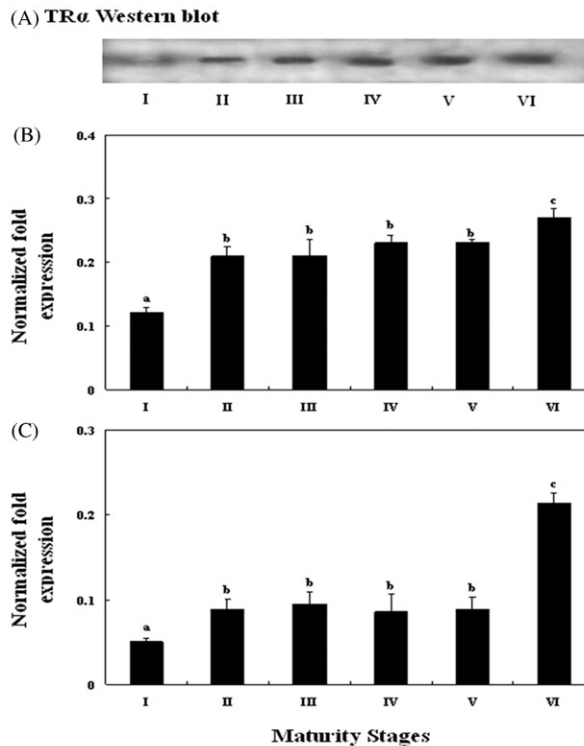 (A) TRα Western blot
I II III IV V VI
(B)
Normalized fold
expression
0.4
0.3
0.2
0.1
0
a b b b b c
I II III IV V VI
(C)
Normalized fold
expression
0.3
0.2
0.1
0
a b b b b c
I II III IV V VI
Maturity Stages